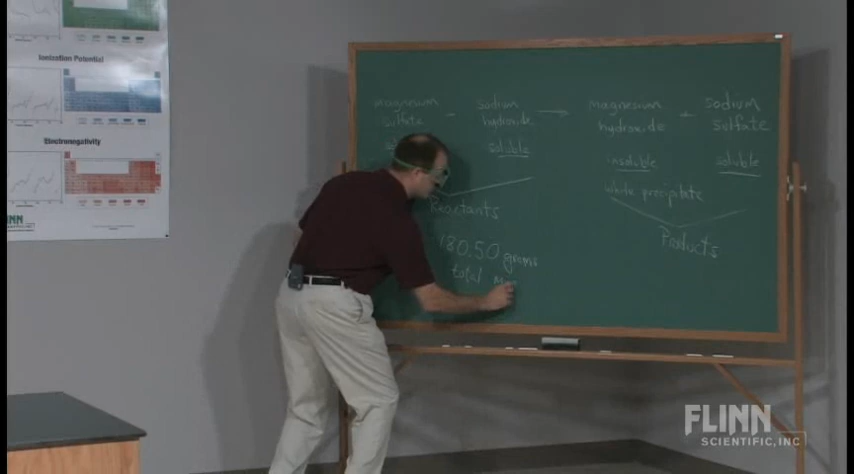 Ionization Potential
Electronegativity
FLINN
magnesium sodium → magnesium + sodium
sulfate hydroxide hydroxide sulfate
soluble insoluble soluble
white precipitate
Reactants
Products
180.50 grams
total
FLINN
SCIENTIFIC, INC